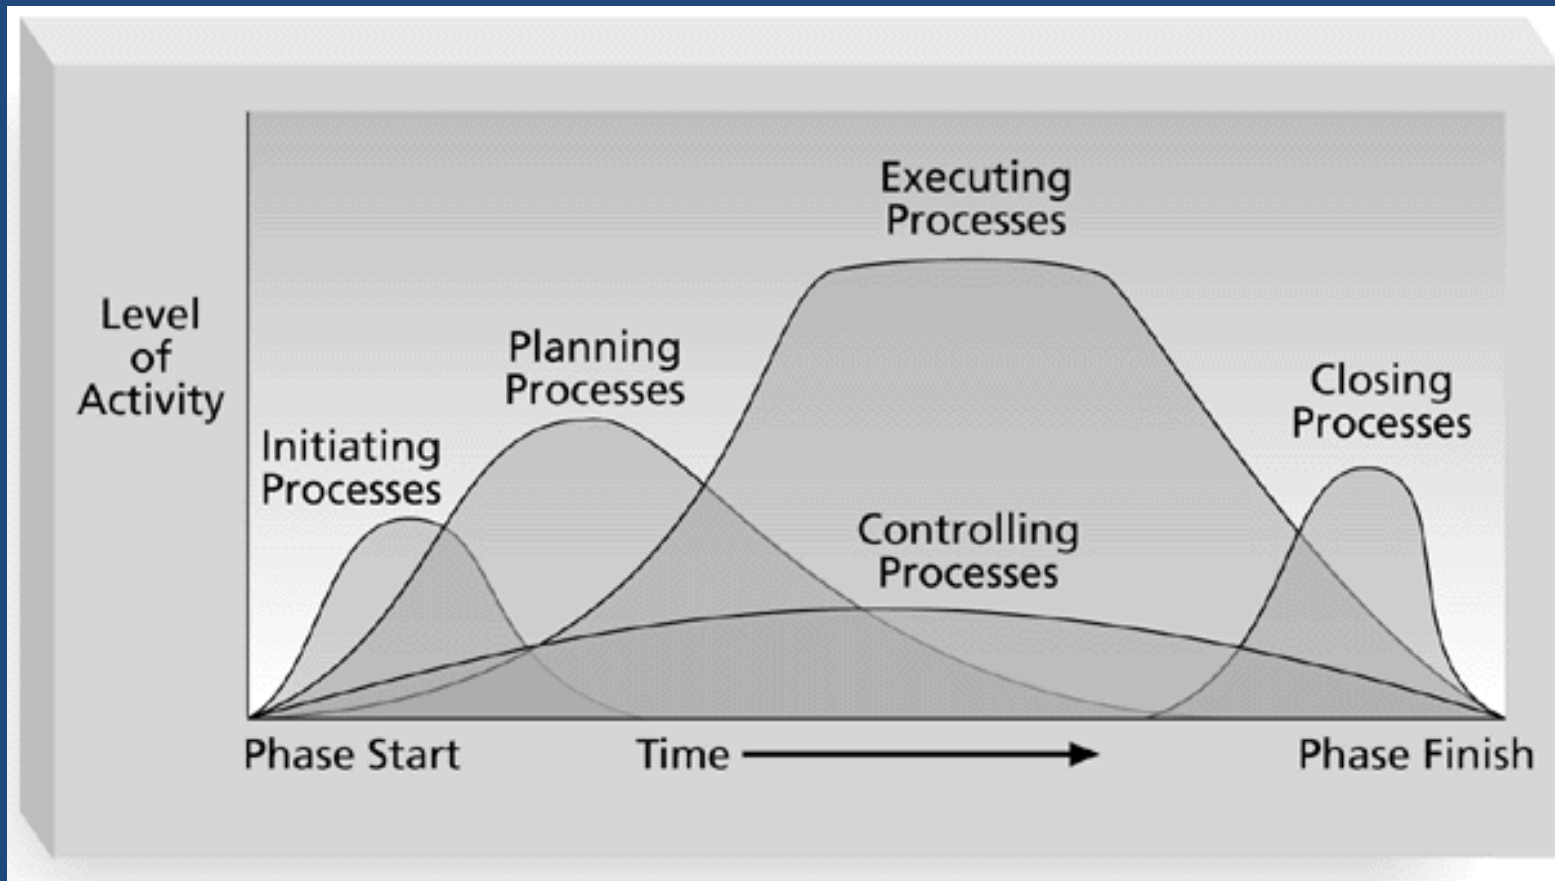 Executing
Processes
Level
of
Activity
Planning
Processes
Closing
Processes
Initiating
Processes
Controlling
Processes
Phase Start
Time
Phase Finish